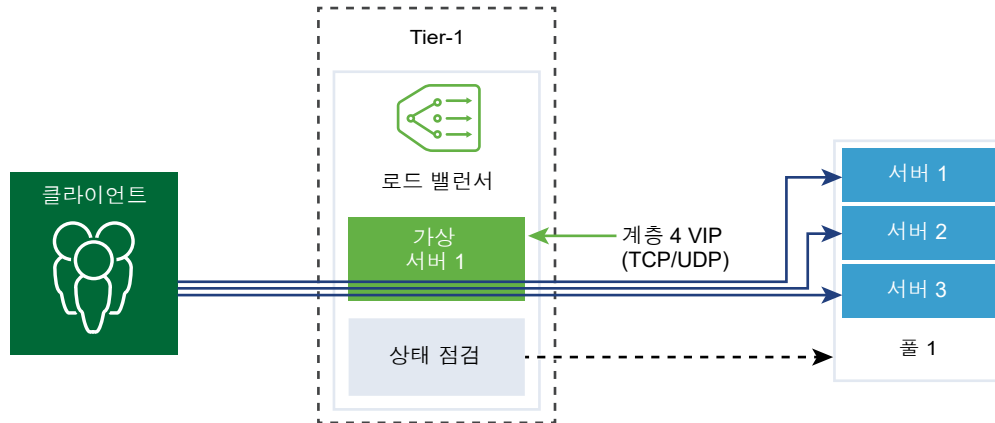 Tier-1
로드 밸런서
클라이언트
가상
서버 1
계층 4 VIP
(TCP/UDP)
상태 점검
서버 1
서버 2
서버 3
풀 1